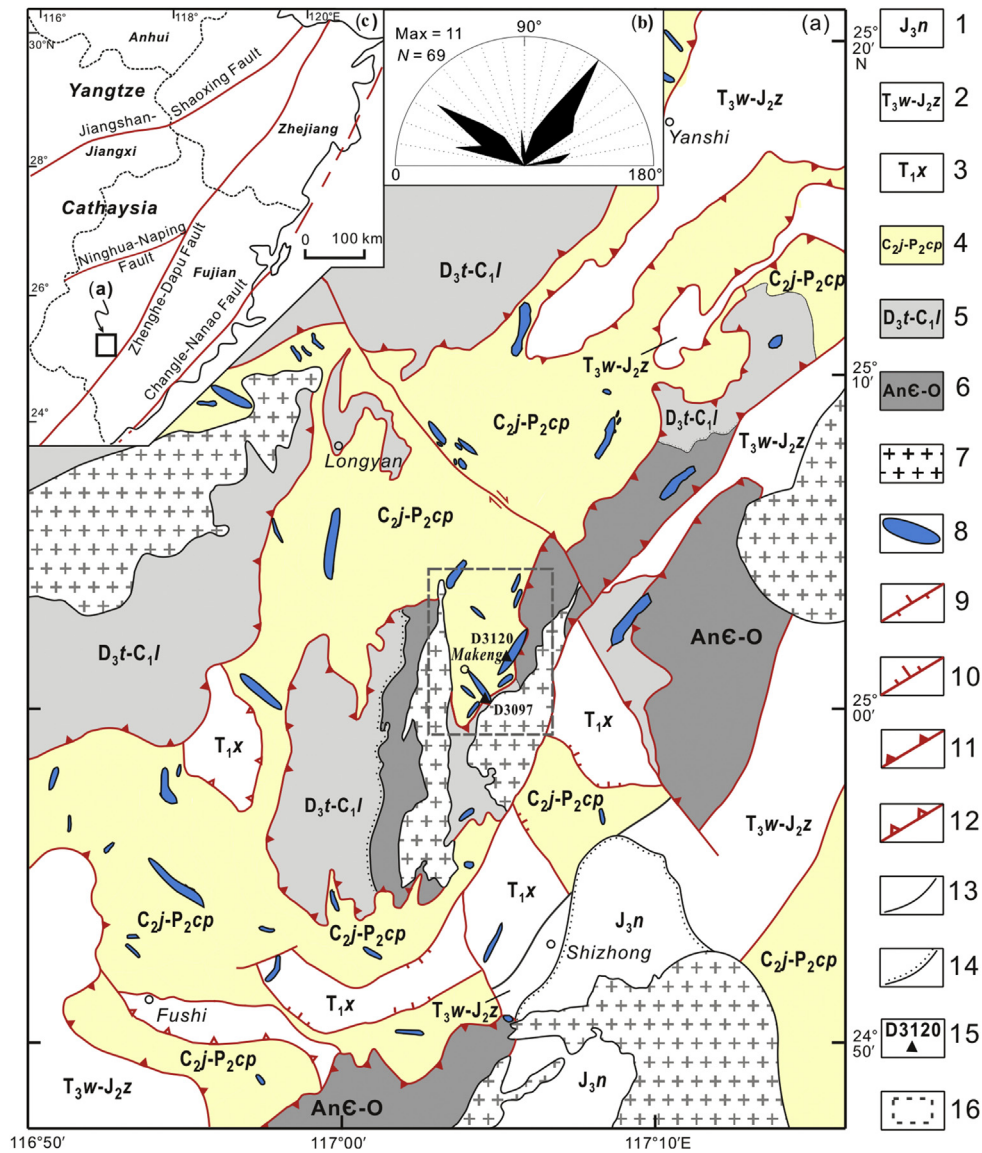 116°
118°
120°E
(c)
30°N
Anhui
Yangtze
Jiangshan-
Shaoxing Fault
Jiangxi
Zhejiang
28°
Cathaysia
Ninghua-Naping
Fault
Zhenghe-Dapu Fault
0 100 km
Fujian
26°
(a)
Changle-Nanao Fault
24°
Max = 11
N = 69
90°
(b)
0
180°
(a)
25°
20′
N
T₃w-J₂z
Yanshi
D₃t-C₁l
C₂j-P₂cp
T₃w-J₂z
25°
10′
C₂j-P₂cp
D₃t-C₁l
T₃w-J₂z
Longyan
C₂j-P₂cp
D₃t-C₁l
D3120
Makeng
AnЄ-O
D3097
25°
00′
T₁x
T₁x
D₃t-C₁l
C₂j-P₂cp
T₃w-J₂z
T₁x
C₂j-P₂cp
C₂j-P₂cp
J₃n
Shizhong
C₂j-P₂cp
T₁x
T₃w-J₂z
Fushi
C₂j-P₂cp
24°
50′
T₃w-J₂z
AnЄ-O
J₃n
116°50′
117°00′
117°10′E
J₃n 1
T₃w-J₂z 2
T₁x 3
C₂j-P₂cp 4
D₃t-C₁l 5
AnЄ-O 6
7
8
9
10
11
12
13
14
D3120 15
16